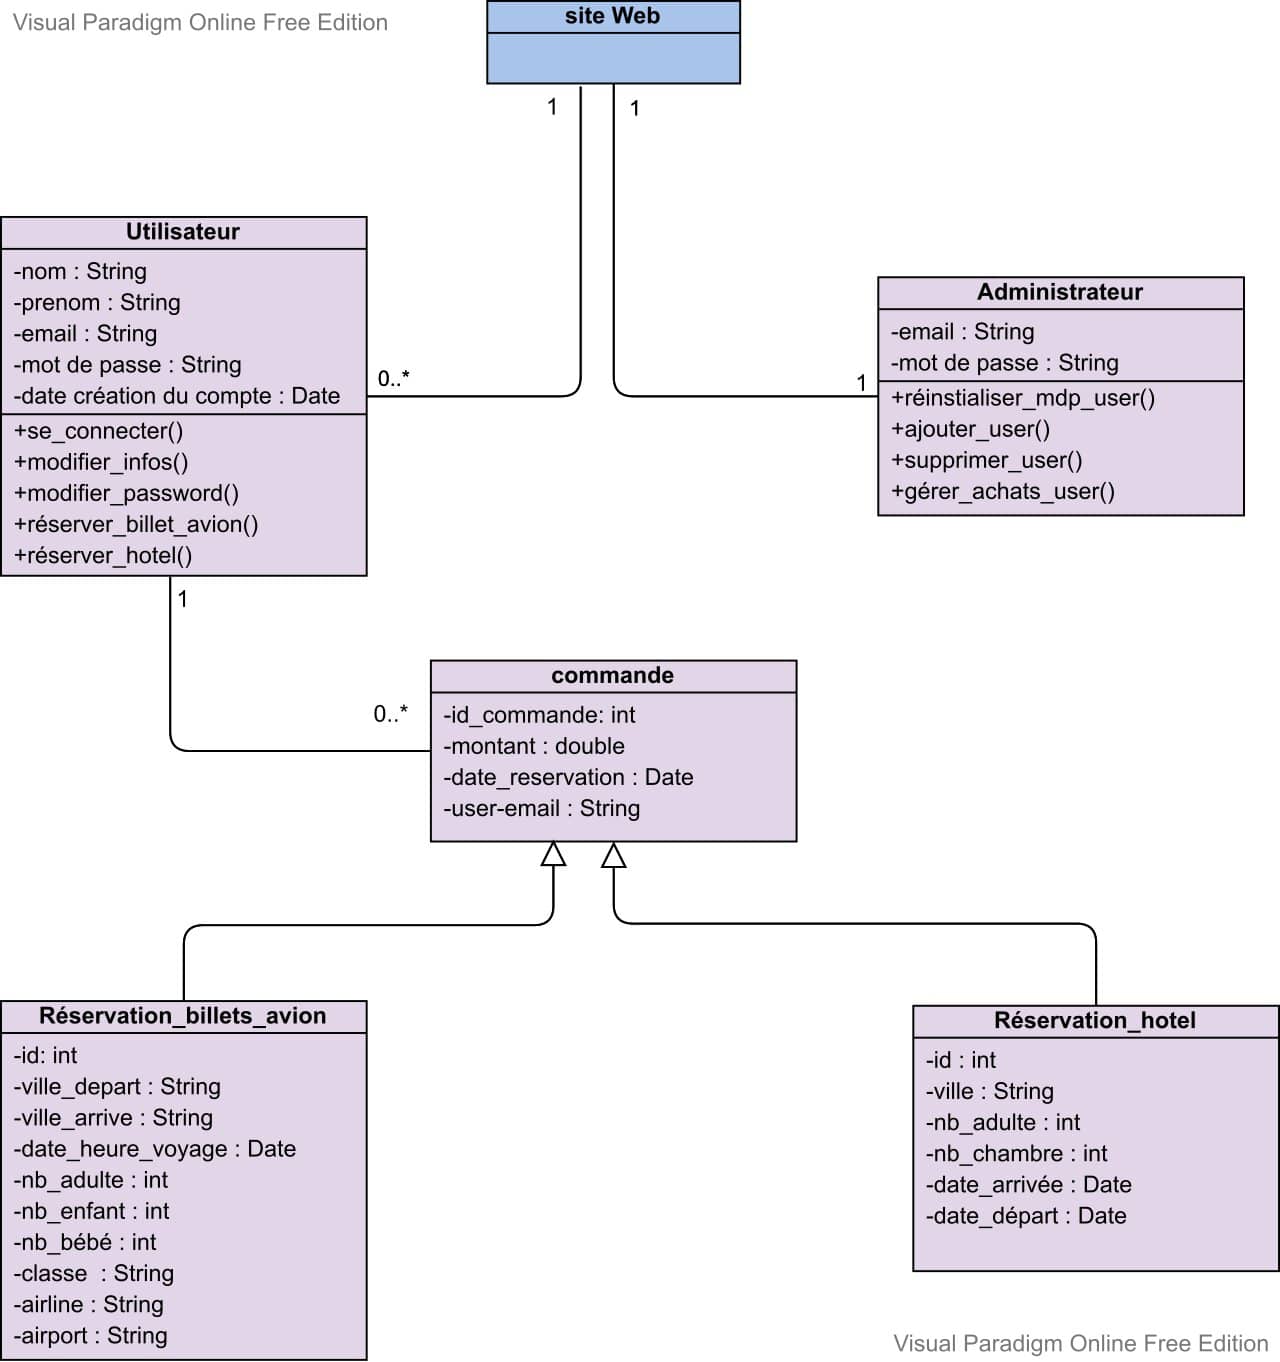 Visual Paradigm Online Free Edition
site Web
1
1
Utilisateur
-nom : String
-prenom : String
-email : String
-mot de passe : String
-date création du compte : Date
+se_connecter()
+modifier_infos()
+modifier_password()
+réserver_billet_avion()
+réserver_hotel()
0..*
1
Administrateur
-email : String
-mot de passe : String
+réinstialiser_mdp_user()
+ajouter_user()
+supprimer_user()
+gérer_achats_user()
1
0..*
commande
-id_commande: int
-montant : double
-date_reservation : Date
-user-email : String
Réservation_billets_avion
-id: int
-ville_depart : String
-ville_arrive : String
-date_heure_voyage : Date
-nb_adulte : int
-nb_enfant : int
-nb_bébé : int
-classe  : String
-airline : String
-airport : String
Réservation_hotel
-id : int
-ville : String
-nb_adulte : int
-nb_chambre : int
-date_arrivée : Date
-date_départ : Date
Visual Paradigm Online Free Edition